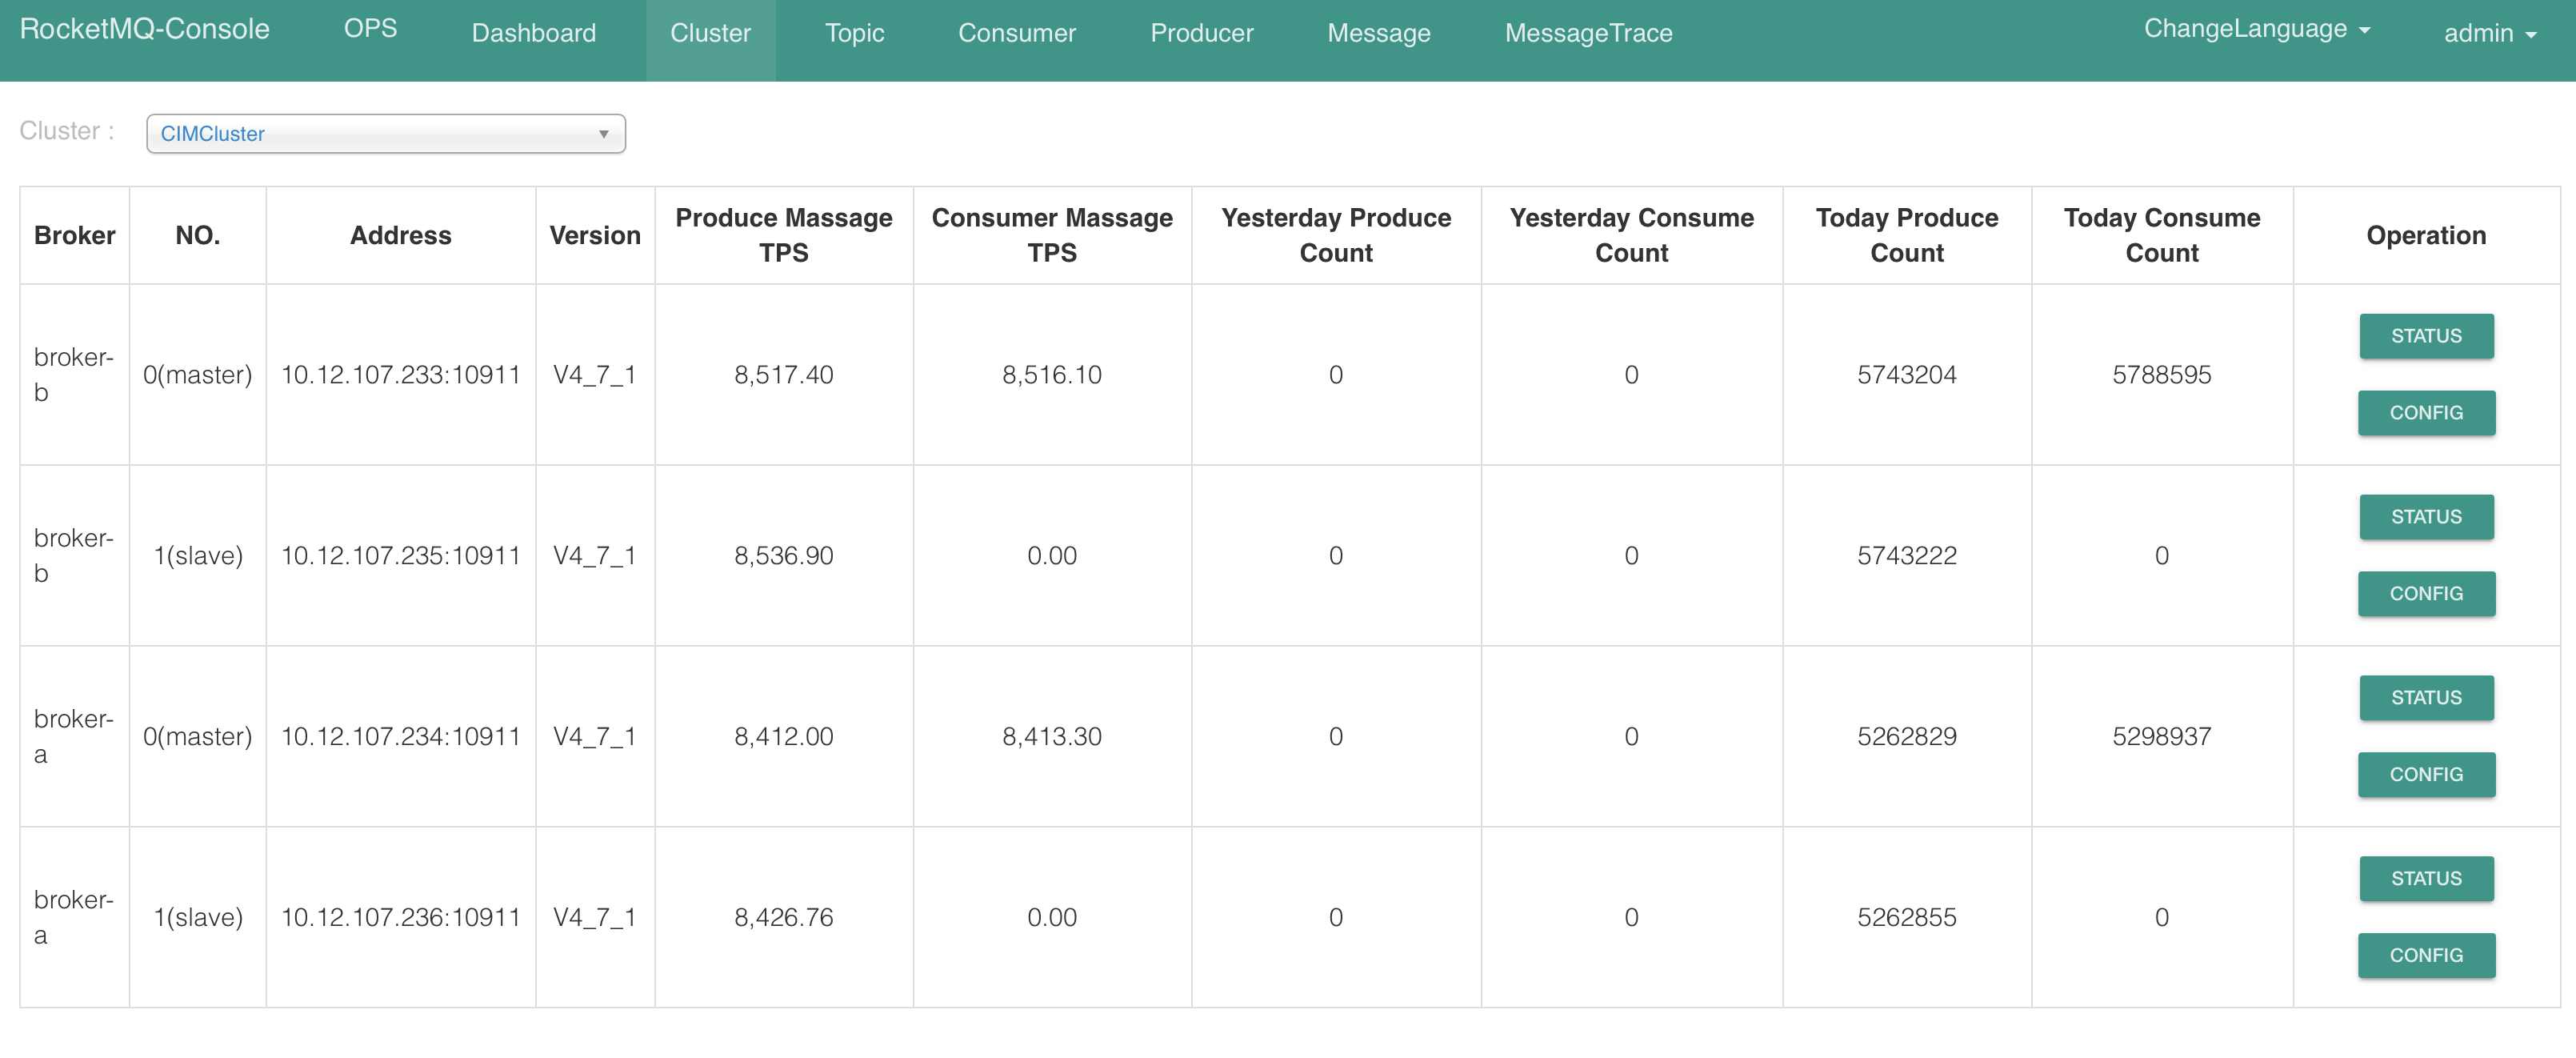 RocketMQ-Console OPS Dashboard Cluster Topic Consumer Producer Message MessageTrace ChangeLanguage admin
Cluster : CIMCluster
Broker NO. Address Version Produce Massage TPS Consumer Massage TPS Yesterday Produce Count Yesterday Consume Count Today Produce Count Today Consume Count Operation
broker-b 0(master) 10.12.107.233:10911 V4_7_1 8,517.40 8,516.10 0 0 5743204 5788595 STATUS CONFIG
broker-b 1(slave) 10.12.107.235:10911 V4_7_1 8,536.90 0.00 0 0 5743222 0 STATUS CONFIG
broker-a 0(master) 10.12.107.234:10911 V4_7_1 8,412.00 8,413.30 0 0 5262829 5298937 STATUS CONFIG
broker-a 1(slave) 10.12.107.236:10911 V4_7_1 8,426.76 0.00 0 0 5262855 0 STATUS CONFIG